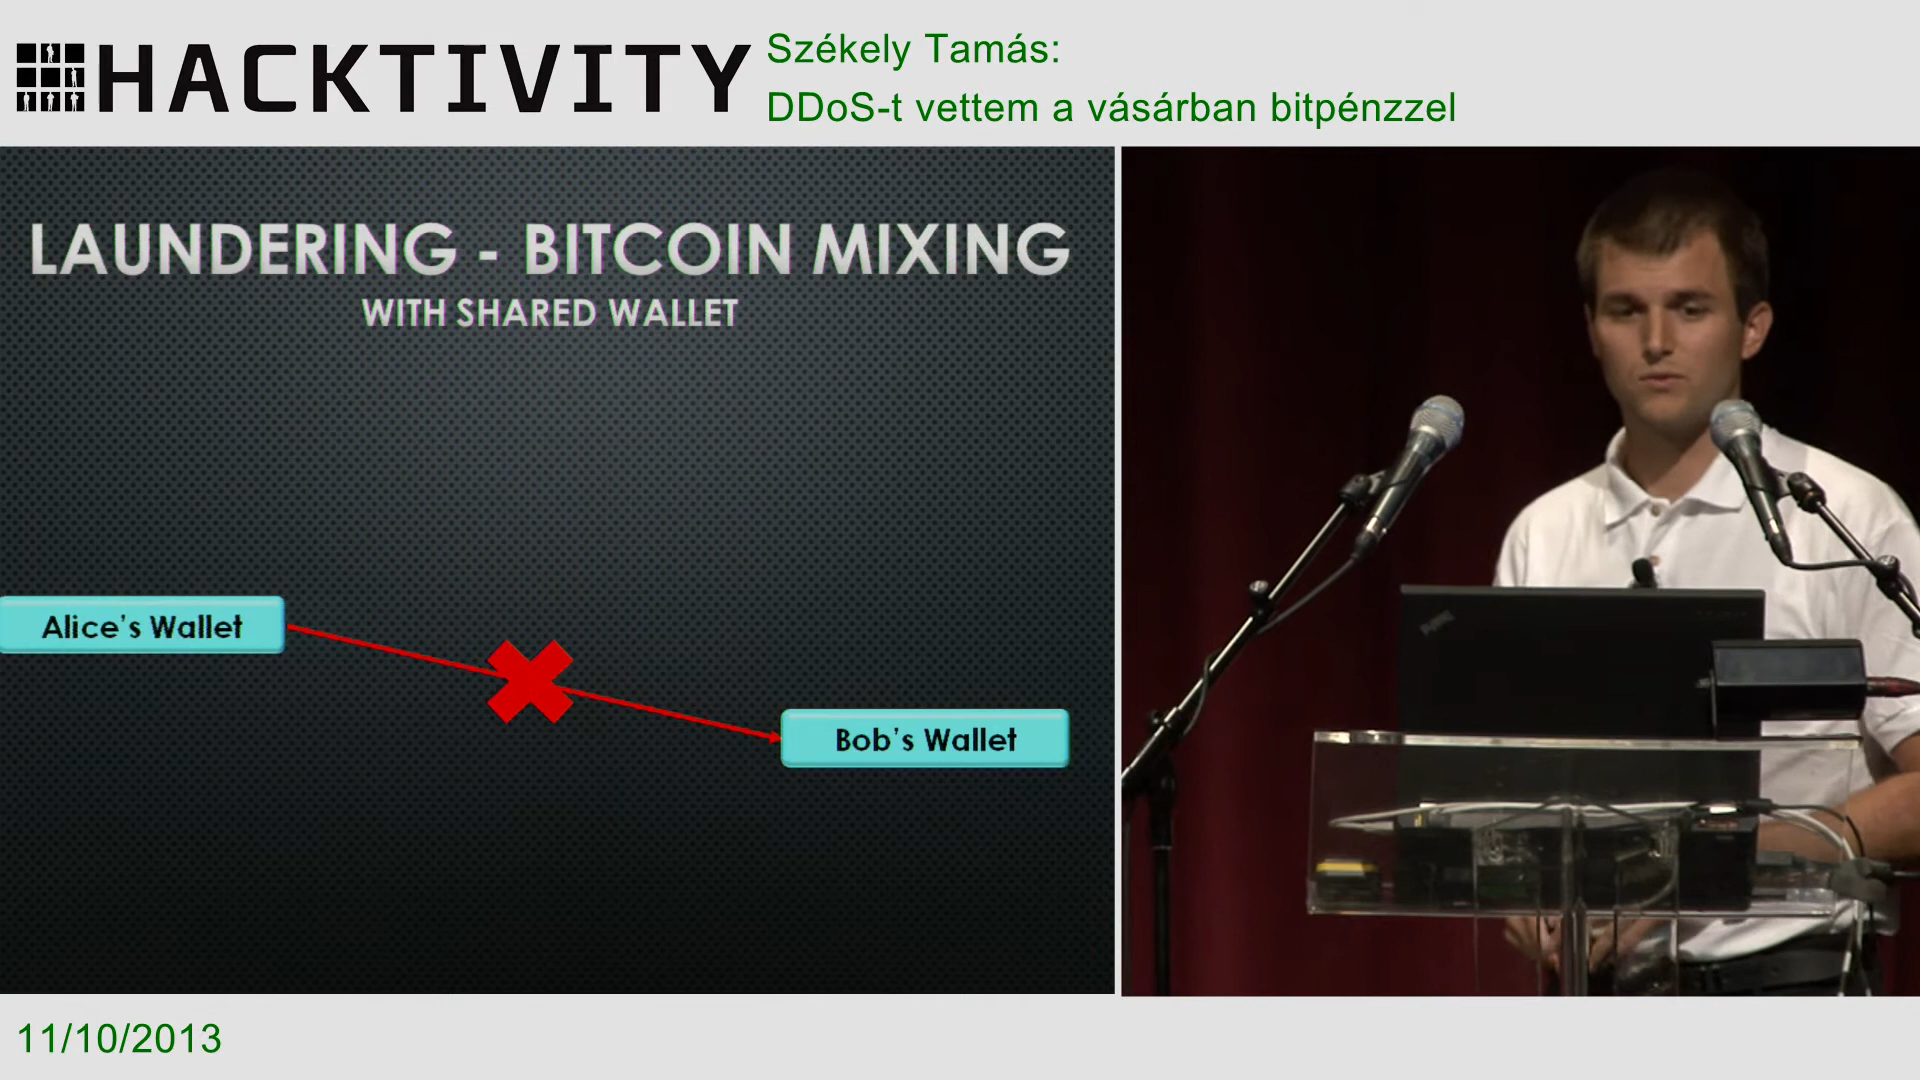 HACKTIVITY
Székely Tamás:
DDoS-t vettem a vásárban bitpénzzel
LAUNDERING - BITCOIN MIXING
WITH SHARED WALLET
Alice's Wallet
Bob's Wallet
11/10/2013